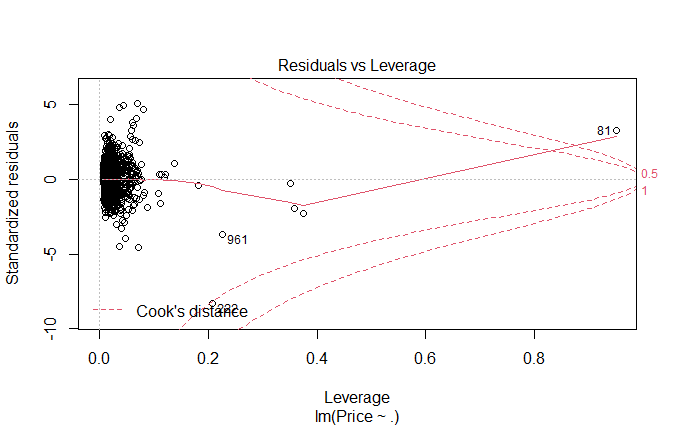 Residuals vs Leverage
Standardized residuals
5
0
-5
-10
81
961
222
0.5
1
Cook's distance
0.0
0.2
0.4
0.6
0.8
Leverage
lm(Price ~ .)